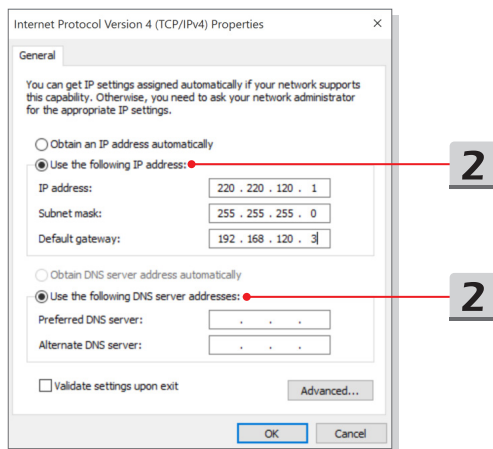 Internet Protocol Version 4 (TCP/IPv4) Properties
General
You can get IP settings assigned automatically if your network supports
this capability. Otherwise, you need to ask your network administrator
for the appropriate IP settings.
Obtain an IP address automatically
Use the following IP address:
2
IP address: 220 . 220 . 120 . 1
Subnet mask: 255 . 255 . 255 . 0
Default gateway: 192 . 168 . 120 . 3
Obtain DNS server address automatically
Use the following DNS server addresses:
2
Preferred DNS server: . . .
Alternate DNS server: . . .
Validate settings upon exit
Advanced...
OK Cancel